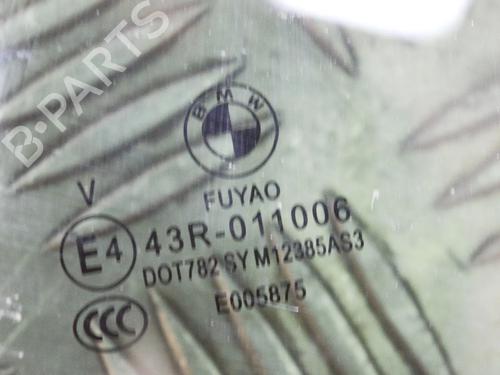 B-PARTS
BMW
FUYAO
V
E4 43R-011006
DOT782 SY M12385AS3
E005875
CCC